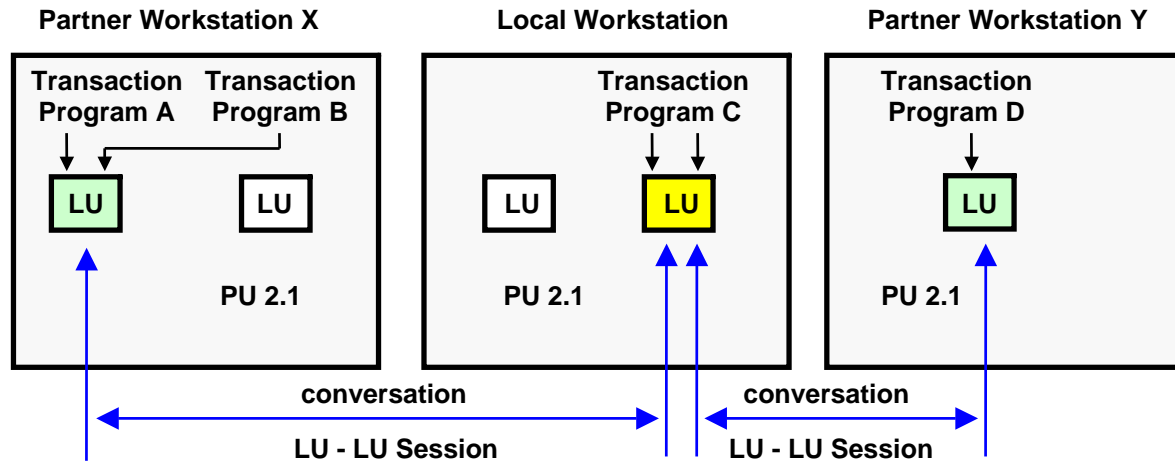 Partner Workstation X
Local Workstation
Partner Workstation Y
Transaction
Program A
Transaction
Program B
Transaction
Program C
Transaction
Program D
LU
LU
LU
LU
LU
PU 2.1
PU 2.1
PU 2.1
conversation
conversation
LU - LU Session
LU - LU Session